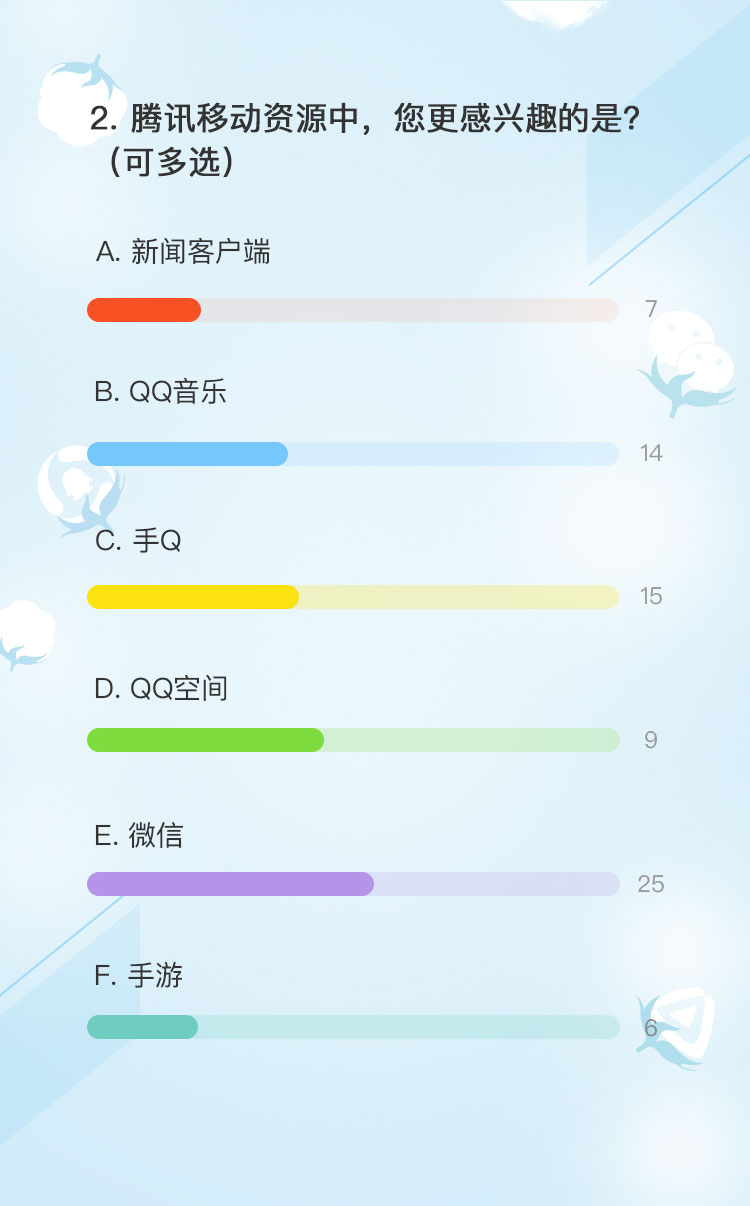 2. 腾讯移动资源中，您更感兴趣的是?
（可多选）
A. 新闻客户端
7
B. QQ音乐
14
C. 手Q
15
D. QQ空间
9
E. 微信
25
F. 手游
6